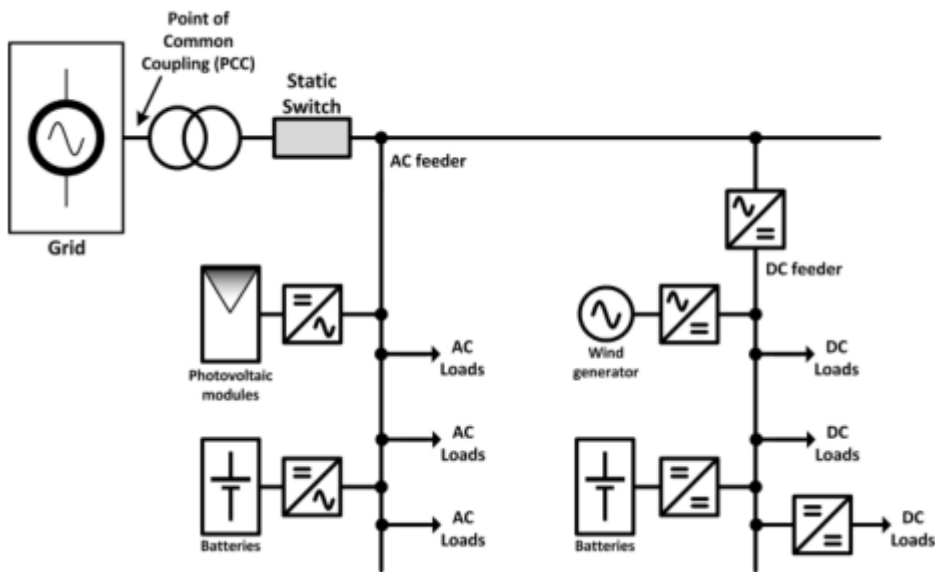 Point of
Common
Coupling (PCC)
Static
Switch
Grid
AC feeder
DC feeder
Photovoltaic
modules
AC
Loads
Wind
generator
DC
Loads
AC
Loads
DC
Loads
Batteries
AC
Loads
Batteries
DC
Loads